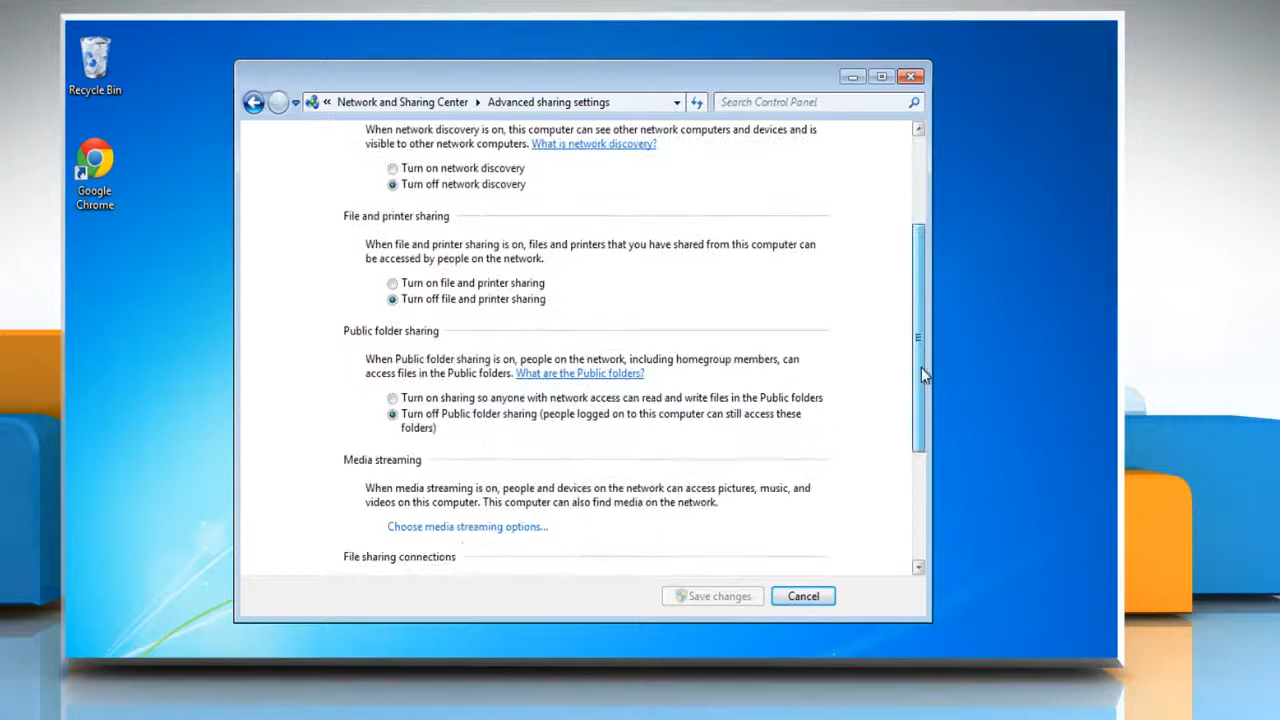 Recycle Bin
Google
Chrome
« Network and Sharing Center Advanced sharing settings
Search Control Panel
When network discovery is on, this computer can see other network computers and devices and is
visible to other network computers. What is network discovery?
Turn on network discovery
Turn off network discovery
File and printer sharing
When file and printer sharing is on, files and printers that you have shared from this computer can
be accessed by people on the network.
Turn on file and printer sharing
Turn off file and printer sharing
Public folder sharing
When Public folder sharing is on, people on the network, including homegroup members, can
access files in the Public folders. What are the Public folders?
Turn on sharing so anyone with network access can read and write files in the Public folders
Turn off Public folder sharing (people logged on to this computer can still access these
folders)
Media streaming
When media streaming is on, people and devices on the network can access pictures, music, and
videos on this computer. This computer can also find media on the network.
Choose media streaming options...
File sharing connections
Save changes
Cancel